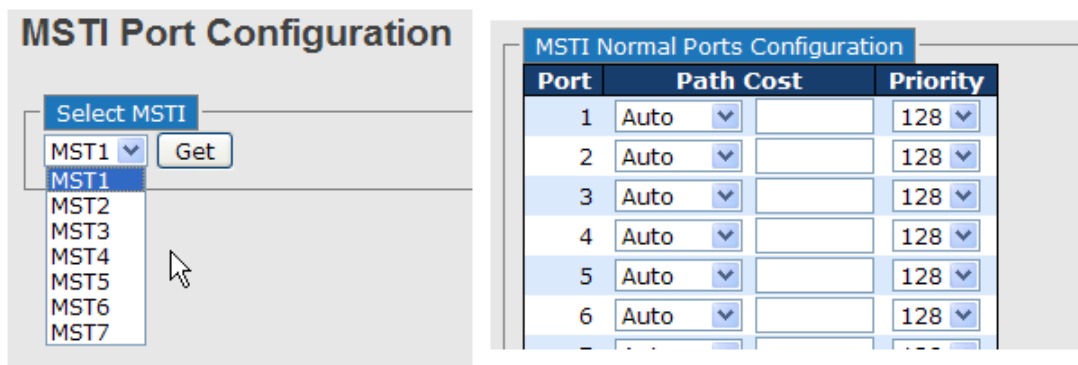 MSTI Port Configuration
Select MSTI
MST1 Get
MST1
MST2
MST3
MST4
MST5
MST6
MST7
MSTI Normal Ports Configuration
Port Path Cost Priority
1 Auto 128
2 Auto 128
3 Auto 128
4 Auto 128
5 Auto 128
6 Auto 128